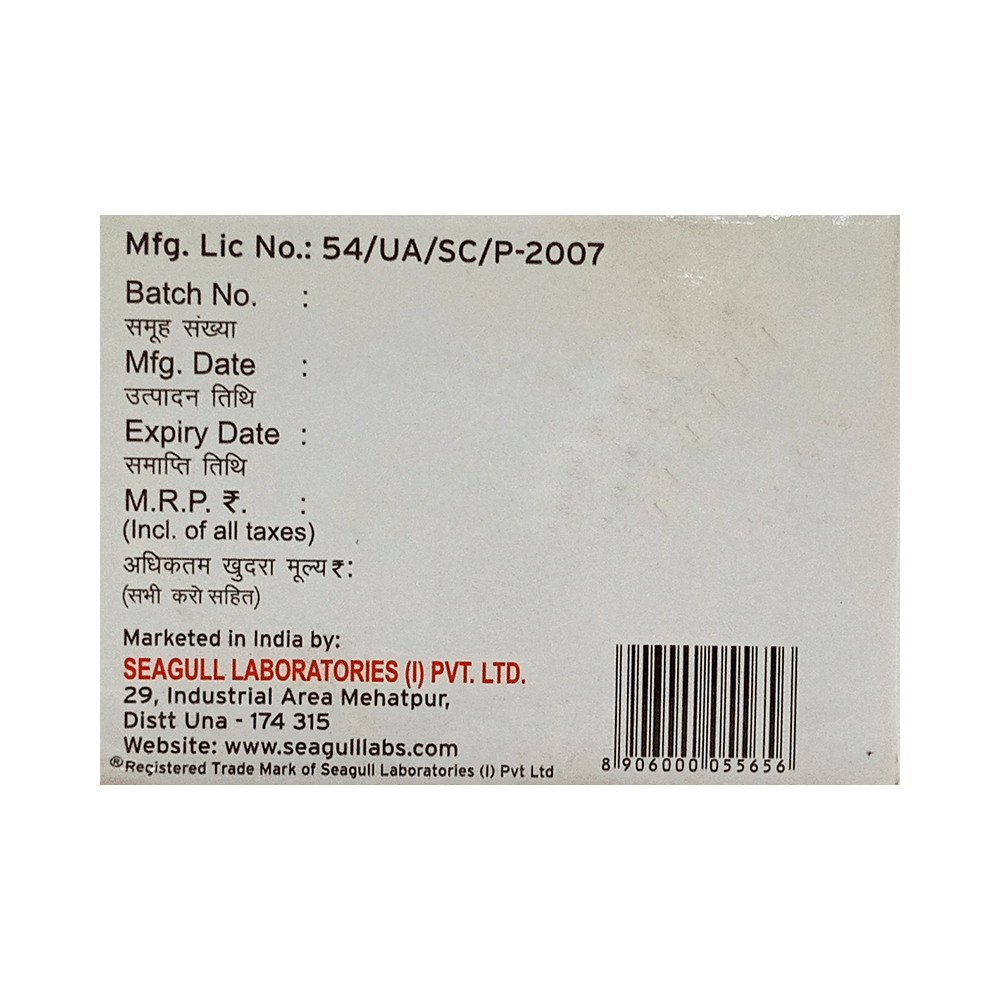 Mfg. Lic No.: 54/UA/SC/P-2007
Batch No. :
समूह संख्या
Mfg. Date :
उत्पादन तिथि
Expiry Date :
समाप्ति तिथि
M.R.P. ₹. :
(Incl. of all taxes)
अधिकतम खुदरा मूल्य ₹:
(सभी करो सहित)
Marketed in India by:
SEAGULL LABORATORIES (I) PVT. LTD.
29, Industrial Area Mehatpur,
Distt Una - 174 315
Website: www.seagulllabs.com
®Registered Trade Mark of Seagull Laboratories (I) Pvt Ltd
8 906000 055656